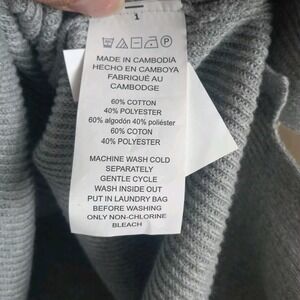 1
P
MADE IN CAMBODIA
HECHO EN CAMBOYA
FABRIQUÉ AU
CAMBODGE
60% COTTON
40% POLYESTER
60% algodón 40% poliéster
60% COTON
40% POLYESTER
MACHINE WASH COLD
SEPARATELY
GENTLE CYCLE
WASH INSIDE OUT
PUT IN LAUNDRY BAG
BEFORE WASHING
ONLY NON-CHLORINE
BLEACH